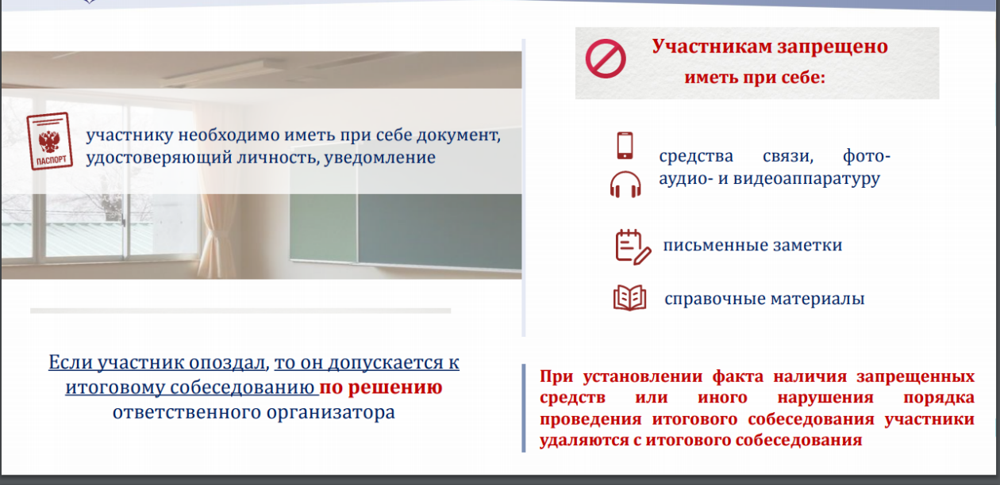 ПАСПОРТ
участнику необходимо иметь при себе документ,
удостоверяющий личность, уведомление
Если участник опоздал, то он допускается к
итоговому собеседованию по решению
ответственного организатора
Участникам запрещено
иметь при себе:
средства связи, фото-
аудио- и видеоаппаратуру
письменные заметки
справочные материалы
При установлении факта наличия запрещенных
средств или иного нарушения порядка
проведения итогового собеседования участники
удаляются с итогового собеседования